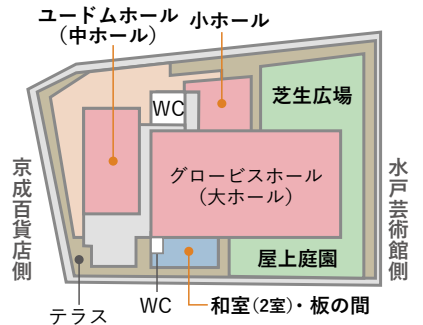 ユードムホール
（中ホール）
小ホール
WC
芝生広場
グロービスホール
（大ホール）
京成百貨店側
水戸芸術館側
屋上庭園
テラス
WC
和室(2室)・板の間